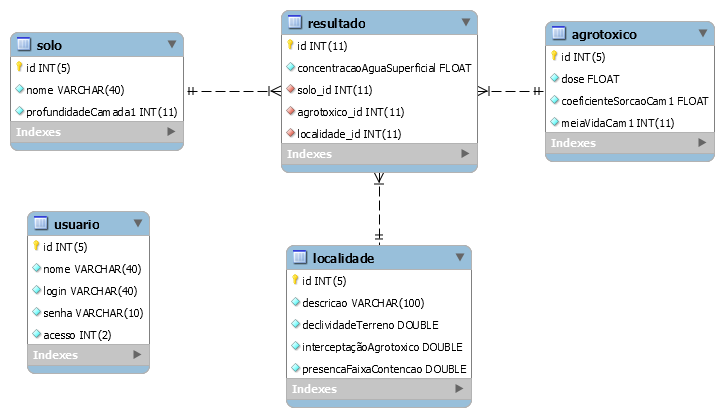 solo
id INT(5)
nome VARCHAR(40)
profundidadeCamada1 INT(11)
Indexes
resultado
id INT(11)
concentracaoAguaSuperficial FLOAT
solo_id INT(11)
agrotoxico_id INT(11)
localidade_id INT(11)
Indexes
agrotoxico
id INT(5)
dose FLOAT
coeficienteSorcaoCam1 FLOAT
meiaVidaCam1 INT(11)
Indexes
usuario
id INT(5)
nome VARCHAR(40)
login VARCHAR(40)
senha VARCHAR(10)
acesso INT(2)
Indexes
localidade
id INT(5)
descricao VARCHAR(100)
declividadeTerreno DOUBLE
interceptaçãoAgrotoxico DOUBLE
presencaFaixaContencao DOUBLE
Indexes